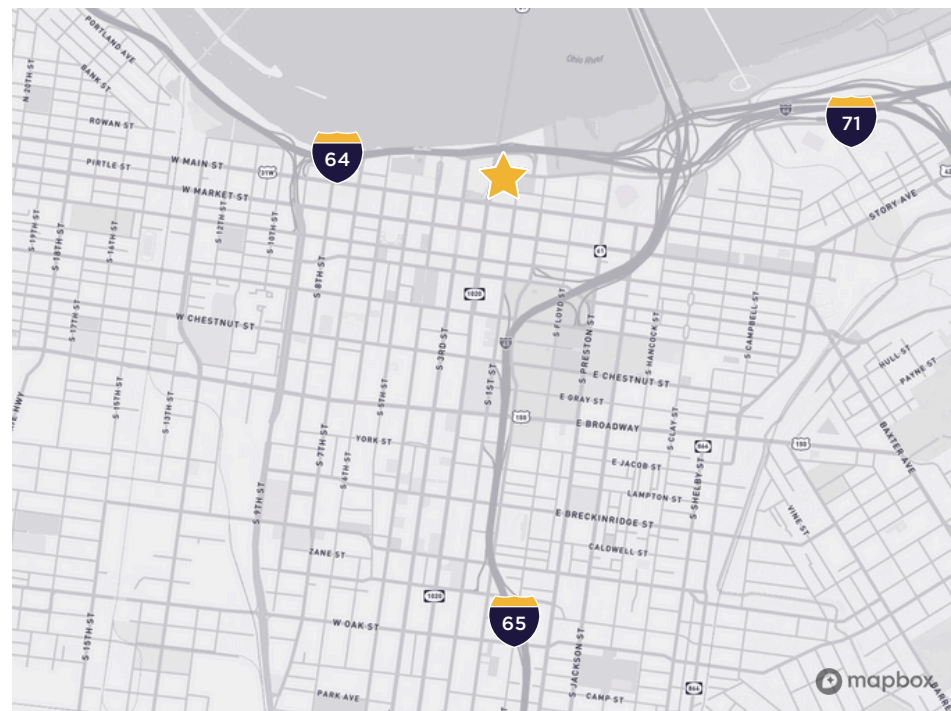 PORTLAND AVE
Ohio River
N 20TH ST
BANK ST
71
ROWAN ST
64
W MAIN ST
PIRTLE ST
31W
W MARKET ST
STORY AVE
S 19TH ST
S 18TH ST
S 16TH ST
S 12TH ST
S 10TH ST
61
S 8TH ST
1020
S FLOYD ST
W CHESTNUT ST
S 17TH ST
S 3RD ST
S PRESTON ST
S HANCOCK ST
S CAMPBELL ST
HULL ST
PAYNE ST
S 1ST ST
E CHESTNUT ST
S 15TH ST
S 13TH ST
S 5TH ST
E GRAY ST
150
E BROADWAY
S CLAY ST
864
150
BAXTER AVE
YORK ST
S 7TH ST
S 6TH ST
E JACOB ST
LAMPTON ST
S SHELBY ST
S 9TH ST
E BRECKINRIDGE ST
VINE ST
ZANE ST
CALDWELL ST
1020
65
W OAK ST
S 15TH ST
S JACKSON ST
PARK AVE
CAMP ST
864
mapbox